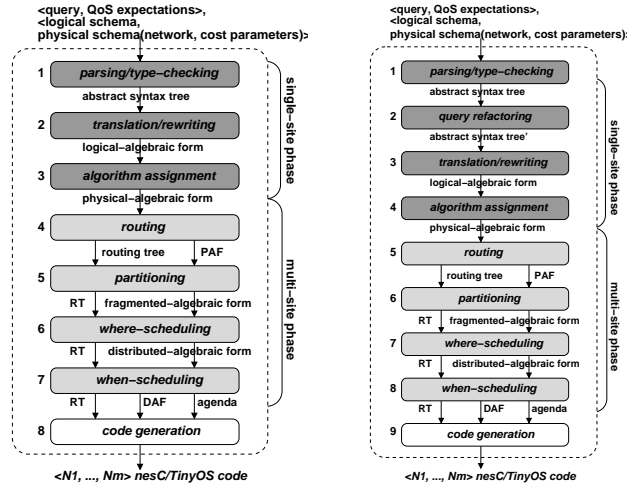 <query, QoS expectations>,
<logical schema,
physical schema(network, cost parameters)>
1 parsing/type−checking
abstract syntax tree
2 translation/rewriting
logical−algebraic form
3 algorithm assignment
physical−algebraic form
4 routing
routing tree PAF
5 partitioning
RT fragmented−algebraic form
6 where−scheduling
RT distributed−algebraic form
7 when−scheduling
RT DAF agenda
8 code generation
<N1, ..., Nm> nesC/TinyOS code
single−site phase
multi−site phase
<query, QoS expectations>,
<logical schema,
physical schema(network, cost parameters)>
1 parsing/type−checking
abstract syntax tree
2 query refactoring
abstract syntax tree'
3 translation/rewriting
logical−algebraic form
4 algorithm assignment
physical−algebraic form
5 routing
routing tree PAF
6 partitioning
RT fragmented−algebraic form
7 where−scheduling
RT distributed−algebraic form
8 when−scheduling
RT DAF agenda
9 code generation
<N1, ..., Nm> nesC/TinyOS code
single−site phase
multi−site phase